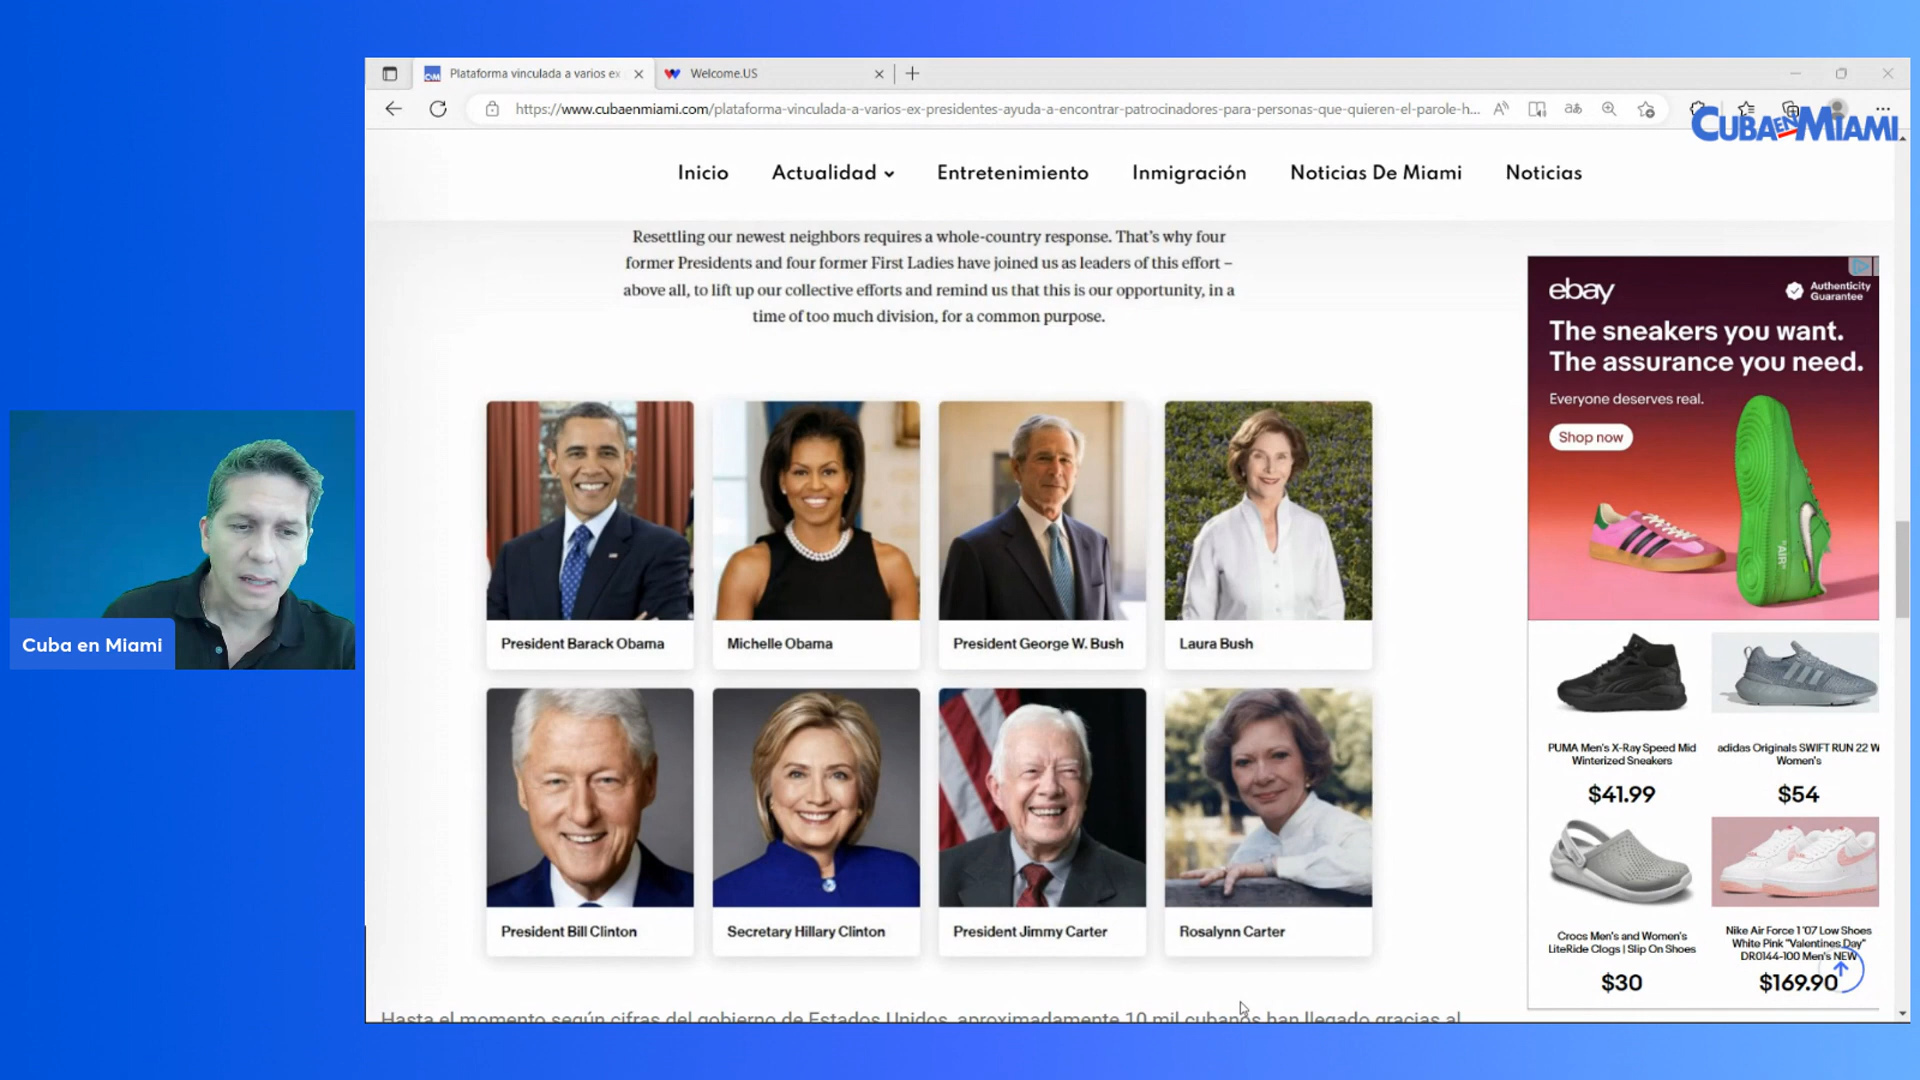 Plataforma vinculada a varios ex
Welcome.US
https://www.cubaenmiami.com/plataforma-vinculada-a-varios-ex-presidentes-ayuda-a-encontrar-patrocinadores-para-personas-que-quieren-el-parole-h...
CUBA EN MIAMI
Inicio
Actualidad
Entretenimiento
Inmigración
Noticias De Miami
Noticias
Resettling our newest neighbors requires a whole-country response. That's why four
former Presidents and four former First Ladies have joined us as leaders of this effort –
above all, to lift up our collective efforts and remind us that this is our opportunity, in a
time of too much division, for a common purpose.
President Barack Obama
Michelle Obama
President George W. Bush
Laura Bush
President Bill Clinton
Secretary Hillary Clinton
President Jimmy Carter
Rosalynn Carter
Hasta el momento según cifras del gobierno de Estados Unidos, aproximadamente 10 mil cubanos han llegado gracias al
Cuba en Miami
ebay
Authenticity
Guarantee
The sneakers you want.
The assurance you need.
Everyone deserves real.
Shop now
"AIR"
PUMA Men's X-Ray Speed Mid
Winterized Sneakers
$41.99
adidas Originals SWIFT RUN 22 W
Women's
$54
Crocs Men's and Women's
LiteRide Clogs | Slip On Shoes
$30
Nike Air Force 1 '07 Low Shoes
White Pink "Valentines Day"
DR0144-100 Men's NEW
$169.90